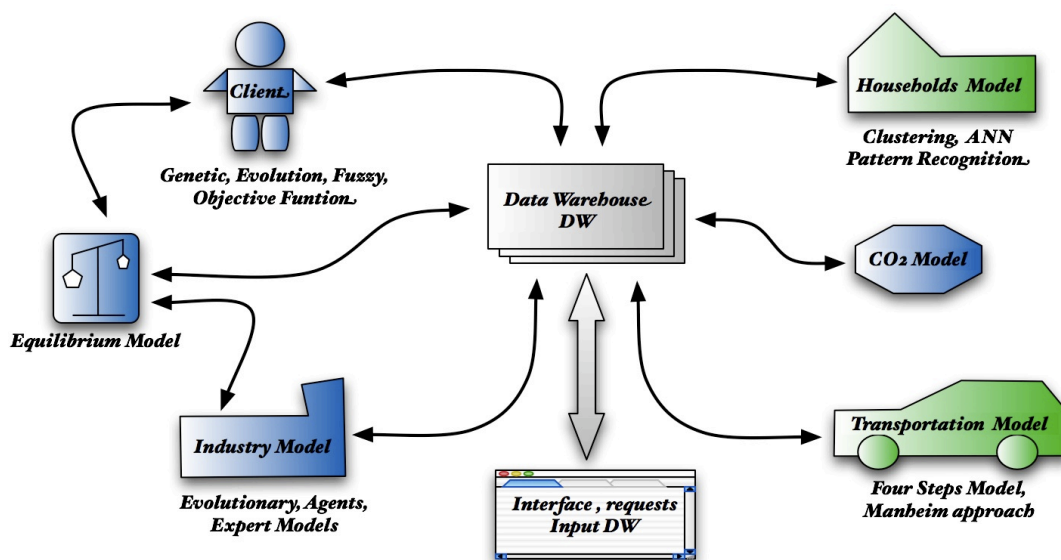 Client
Genetic, Evolution, Fuzzy,
Objective Funtion
Households Model
Clustering, ANN
Pattern Recognition
Data Warehouse
DW
CO2 Model
Equilibrium Model
Industry Model
Evolutionary, Agents,
Expert Models
Transportation Model
Four Steps Model,
Manheim approach
Interface , requests
Input DW